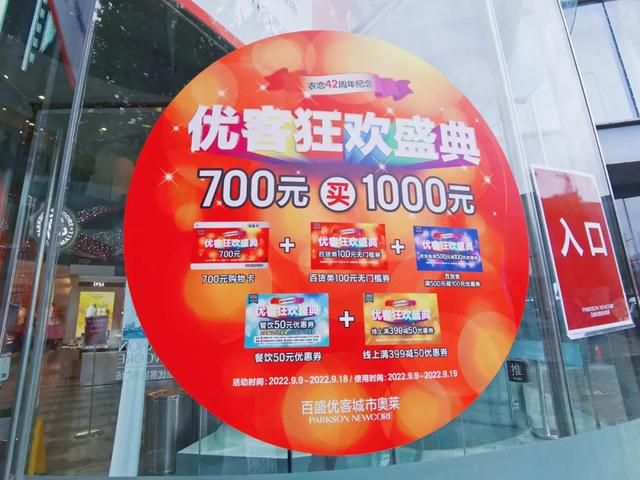 衣恋42周年纪念
优客狂欢盛典
700元买1000元
优客狂欢盛典
700元
+
优客狂欢盛典
百货类100元无门槛券
+
优客狂欢盛典
百货类满500元减100元优惠券
700元购物卡
百货类100元无门槛券
百货类
满500元减100元优惠券
优客狂欢盛典
餐饮50元优惠券
+
优客狂欢盛典
线上满399减50优惠券
餐饮50元优惠券
线上满399减50优惠券
活动时间:2022.9.9-2022.9.18 / 使用时间:2022.9.9-2022.9.19
百盛优客城市奥莱
PARKSON NEWCORE
入口
PARKSON NEWCORE
百盛优客城市奥莱
推
IPSA